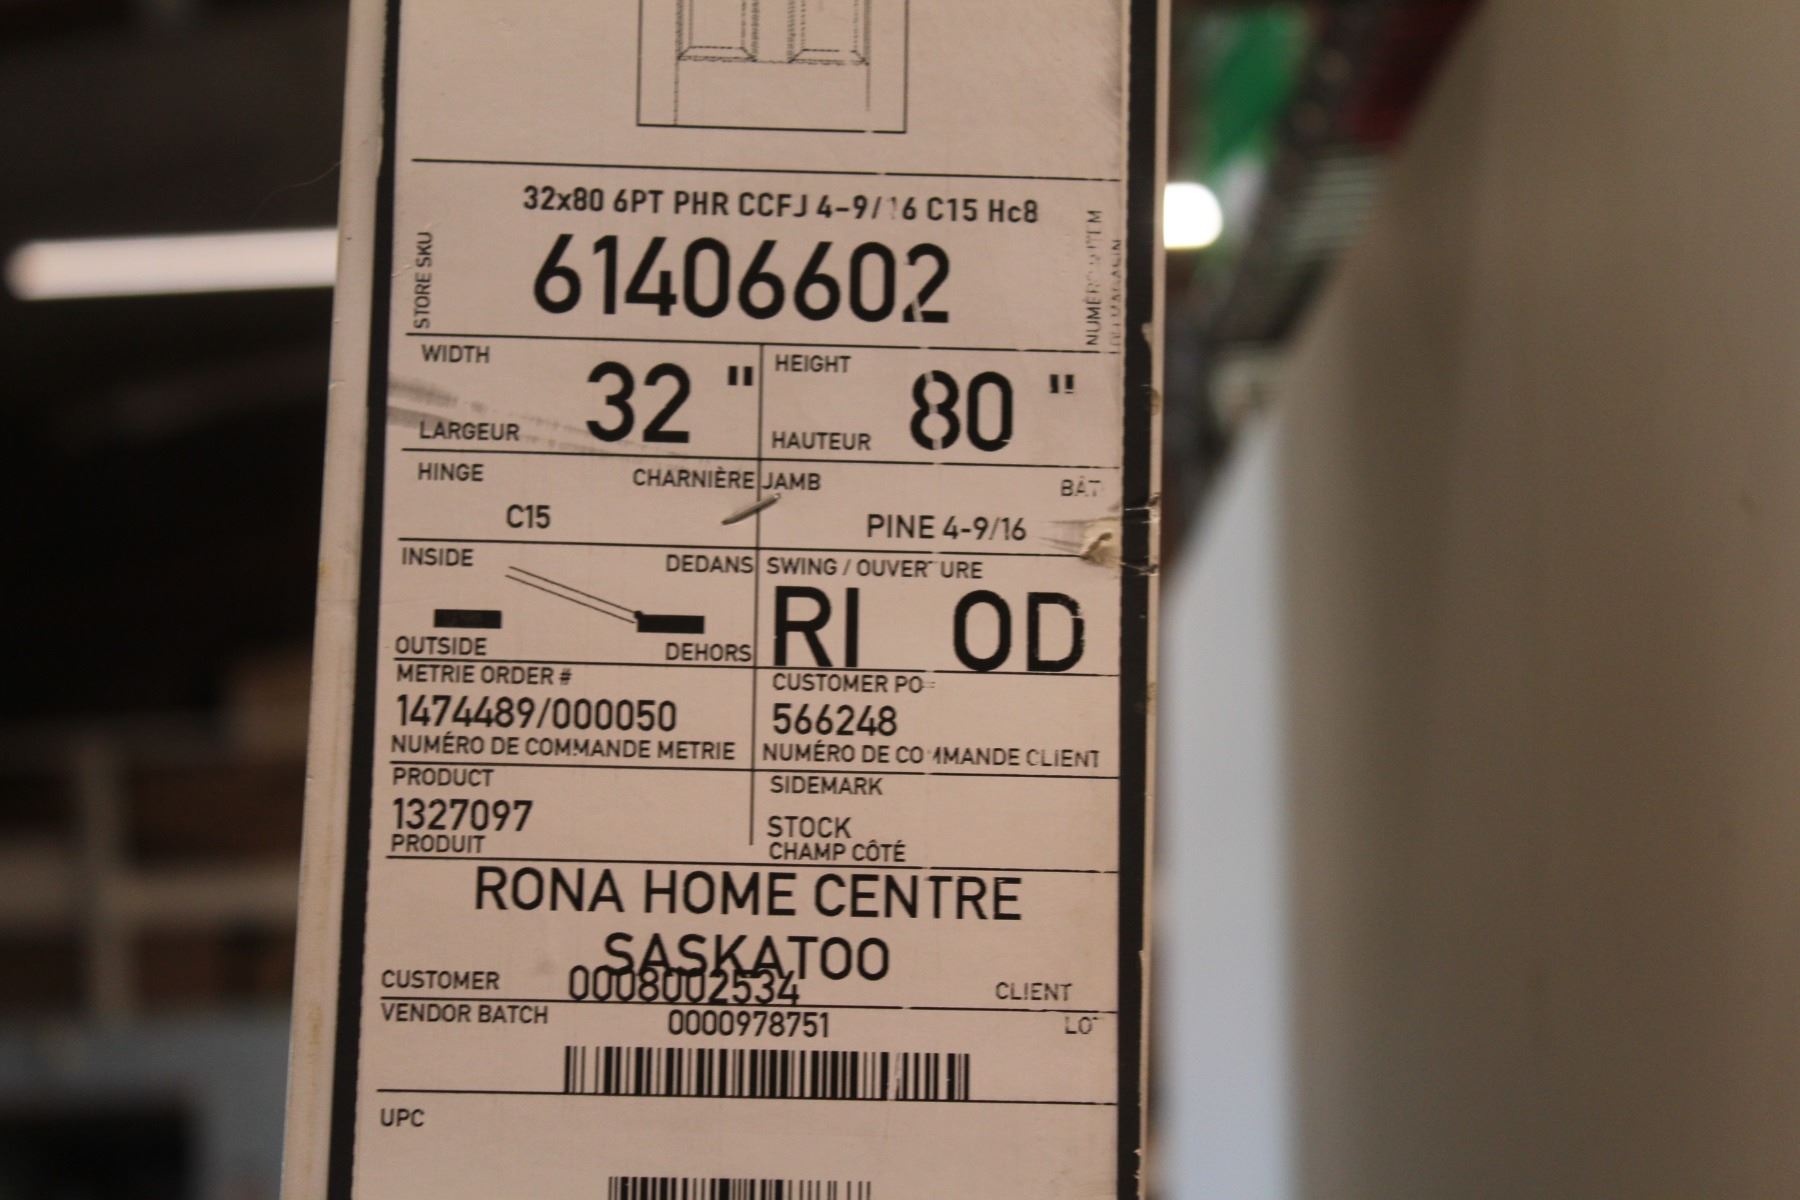 32x80 6PT PHR CCFJ 4-9/16 C15 Hc8
STORE SKU
61406602
WIDTH
32 "
LARGEUR
HEIGHT
80 "
HAUTEUR
HINGE CHARNIÈRE
C15
JAMB BÂT
PINE 4-9/16
INSIDE DEDANS
OUTSIDE DEHORS
SWING / OUVERTURE
RI OD
METRIE ORDER #
1474489/000050
NUMÉRO DE COMMANDE METRIE
CUSTOMER PO
566248
NUMÉRO DE COMMANDE CLIENT
PRODUCT
1327097
PRODUIT
SIDEMARK
STOCK
CHAMP CÔTÉ
RONA HOME CENTRE
SASKATOO
CUSTOMER 0008002534 CLIENT
VENDOR BATCH 0000978751 LOT
UPC